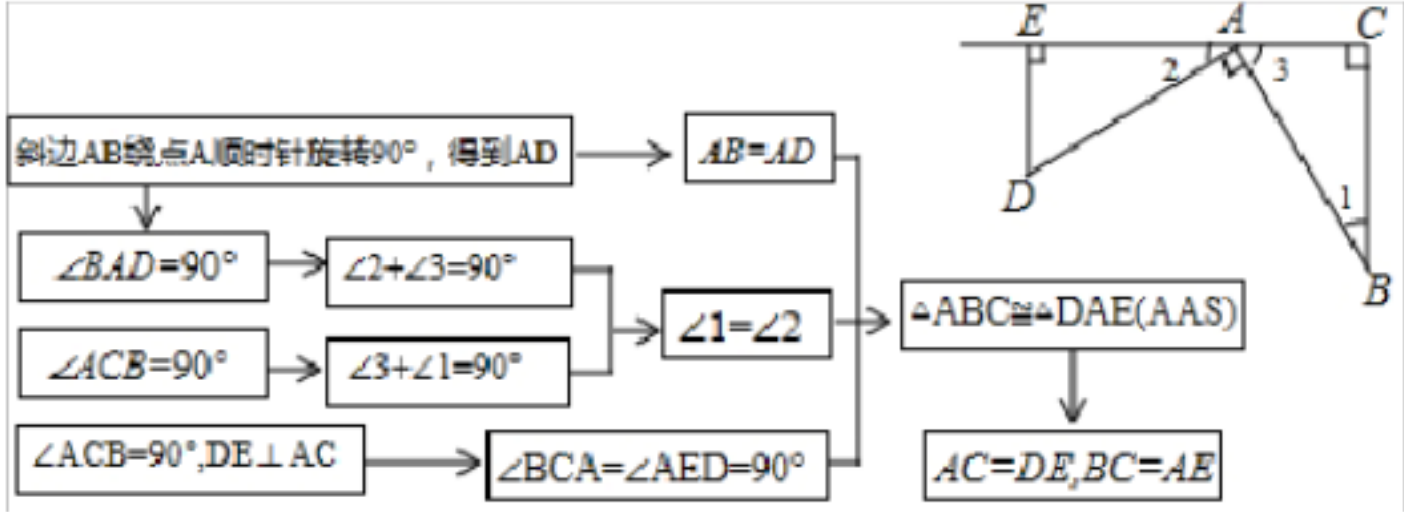 E A C
2 3
斜边AB绕点A顺时针旋转90°，得到AD
AB=AD
D
1
∠BAD=90°
∠2+∠3=90°
B
∠1=∠2
△ABC≌△DAE(AAS)
∠ACB=90°
∠3+∠1=90°
∠ACB=90°,DE⊥AC
∠BCA=∠AED=90°
AC=DE,BC=AE